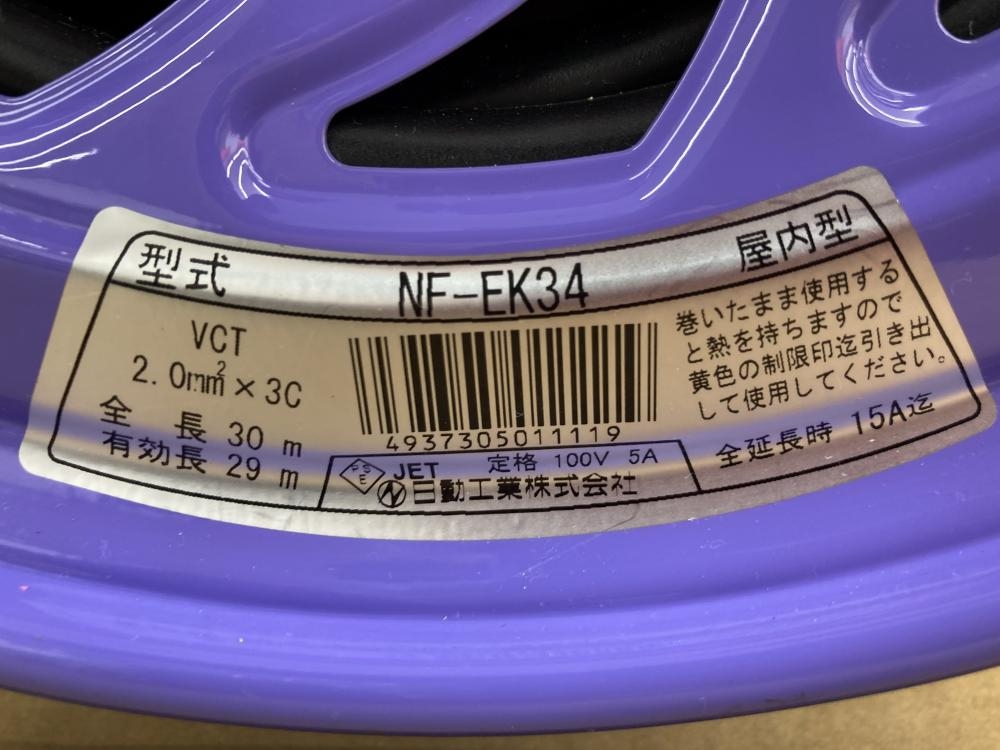 型式 NF-EK34 屋内型
VCT
2.0mm² × 3C
全長 30 m
有効長 29 m
4937305011119
PSE JET 定格 100V 5A
日動工業株式会社
巻いたまま使用する
と熱を持ちますので
黄色の制限印迄引き出
して使用してください。
全延長時 15A迄